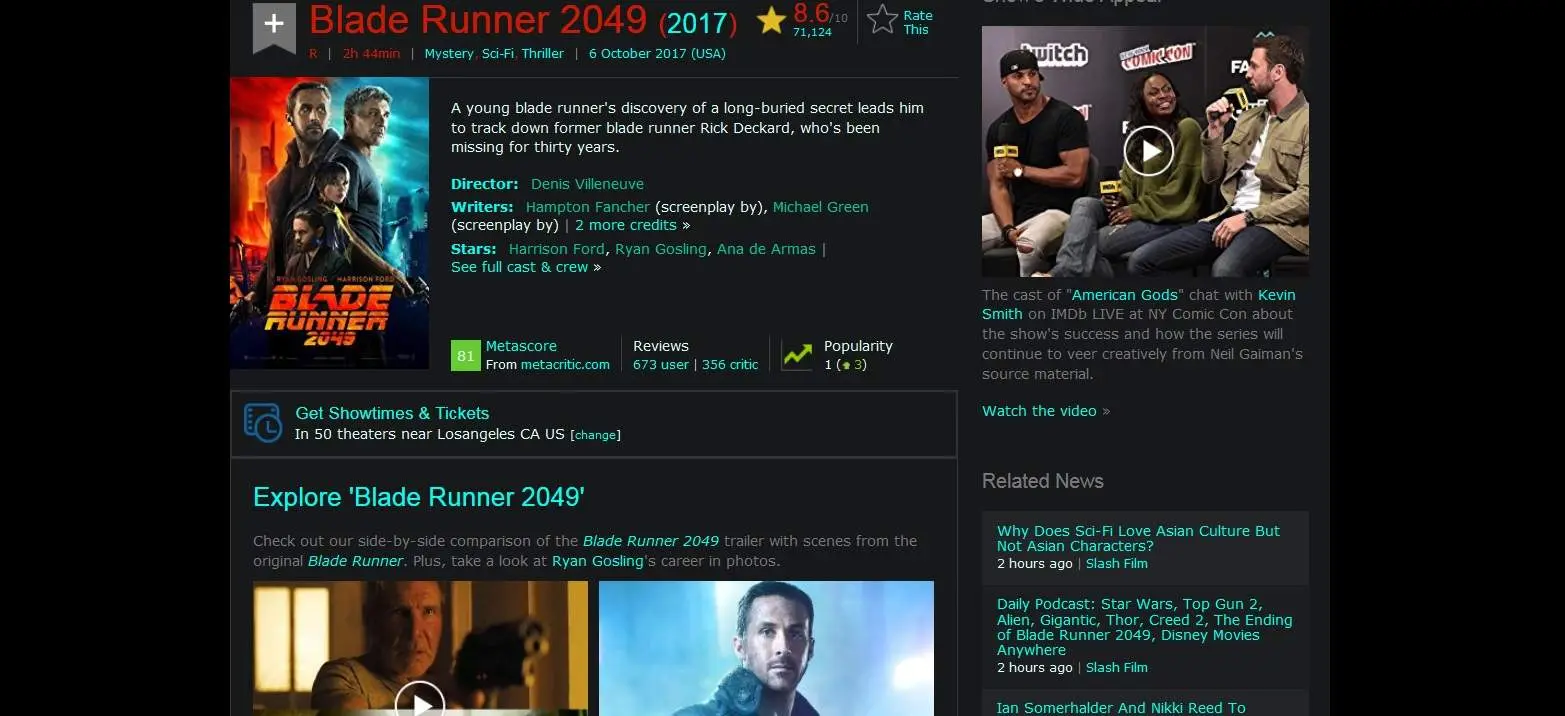 Blade Runner 2049 (2017)
8.6/10
71,124
Rate
This
R | 2h 44min | Mystery, Sci-Fi, Thriller | 6 October 2017 (USA)
A young blade runner's discovery of a long-buried secret leads him
to track down former blade runner Rick Deckard, who's been
missing for thirty years.
Director: Denis Villeneuve
Writers: Hampton Fancher (screenplay by), Michael Green
(screenplay by) | 2 more credits »
Stars: Harrison Ford, Ryan Gosling, Ana de Armas |
See full cast & crew »
RYAN GOSLING HARRISON FORD
BLADE
RUNNER
2049
81
Metascore
From metacritic.com
Reviews
673 user | 356 critic
Popularity
1 (3)
Get Showtimes & Tickets
In 50 theaters near Losangeles CA US [change]
Explore 'Blade Runner 2049'
Check out our side-by-side comparison of the Blade Runner 2049 trailer with scenes from the
original Blade Runner. Plus, take a look at Ryan Gosling's career in photos.
Show's Wide Appeal
twitch
NEW YORK
COMIC CON
FA
The cast of "American Gods" chat with Kevin
Smith on IMDb LIVE at NY Comic Con about
the show's success and how the series will
continue to veer creatively from Neil Gaiman's
source material.
Watch the video »
Related News
Why Does Sci-Fi Love Asian Culture But
Not Asian Characters?
2 hours ago | Slash Film
Daily Podcast: Star Wars, Top Gun 2,
Alien, Gigantic, Thor, Creed 2, The Ending
of Blade Runner 2049, Disney Movies
Anywhere
2 hours ago | Slash Film
Ian Somerhalder And Nikki Reed To